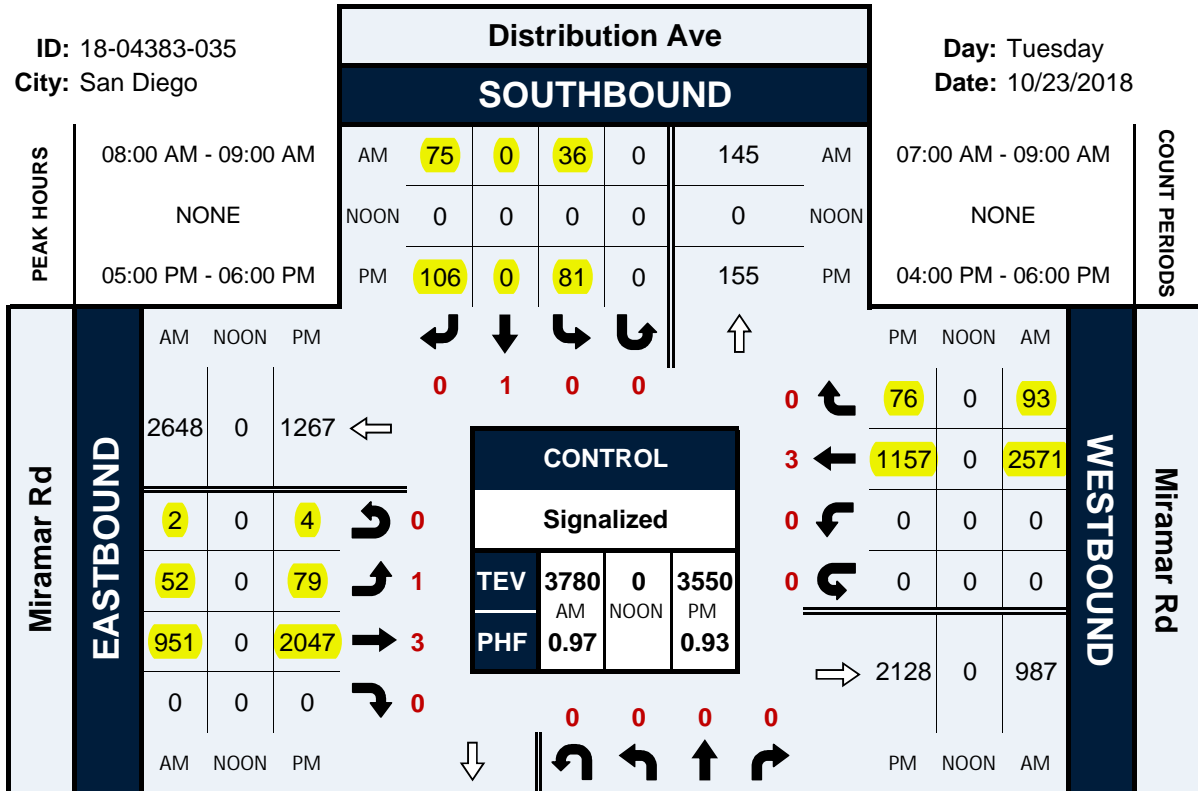 ID: 18-04383-035
City: San Diego
Distribution Ave
SOUTHBOUND
Day: Tuesday
Date: 10/23/2018
PEAK HOURS
08:00 AM - 09:00 AM
NONE
05:00 PM - 06:00 PM
AM 75 0 36 0 145 AM
NOON 0 0 0 0 0 NOON
PM 106 0 81 0 155 PM
07:00 AM - 09:00 AM
NONE
04:00 PM - 06:00 PM
COUNT PERIODS
0 1 0 0
Miramar Rd
EASTBOUND
AM NOON PM
2648 0 1267
2 0 4 0
52 0 79 1
951 0 2047 3
0 0 0 0
AM NOON PM
CONTROL
Signalized
TEV 3780 0 3550
AM NOON PM
PHF 0.97 0.93
PM NOON AM
0 76 0 93
3 1157 0 2571
0 0 0 0
0 0 0 0
2128 0 987
PM NOON AM
WESTBOUND
Miramar Rd
0 0 0 0